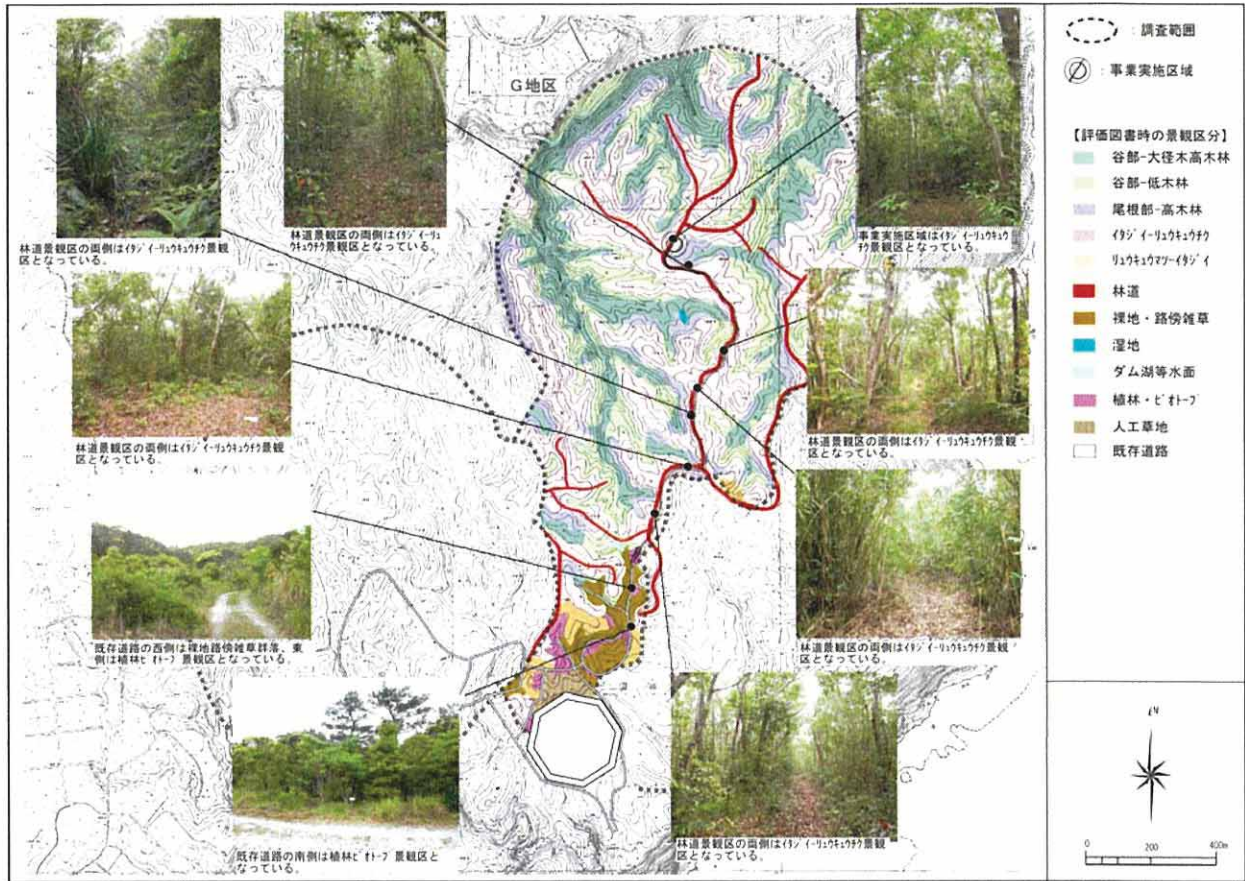 G地区
林道景観区の両側はイタジイーリュウキュウチク景観
区となっている。
林道景観区の両側はイタジイーリュ
ウキュウチク景観区となっている。
事業実施区域はイタジイーリュウキュウ
チク景観区となっている。
林道景観区の両側はイタジイーリュウキュウチク景観
区となっている。
林道景観区の両側はイタジイーリュウキュウチク景観
区となっている。
既存道路の西側は裸地路傍雑草群落、東
側は植林ビオトープ 景観区となっている。
林道景観区の両側はイタジイーリュウキュウチク景観
区となっている。
既存道路の南側は植林ビオトープ 景観区と
なっている。
林道景観区の両側はイタジイーリュウキュウチク景観
区となっている。
：調査範囲
：事業実施区域
【評価図書時の景観区分】
谷部-大径木高木林
谷部-低木林
尾根部-高木林
イタジイーリュウキュウチク
リュウキュウマツーイタジイ
林道
裸地・路傍雑草
湿地
ダム湖等水面
植林・ビオトープ
人工草地
既存道路
N
0 200 400m